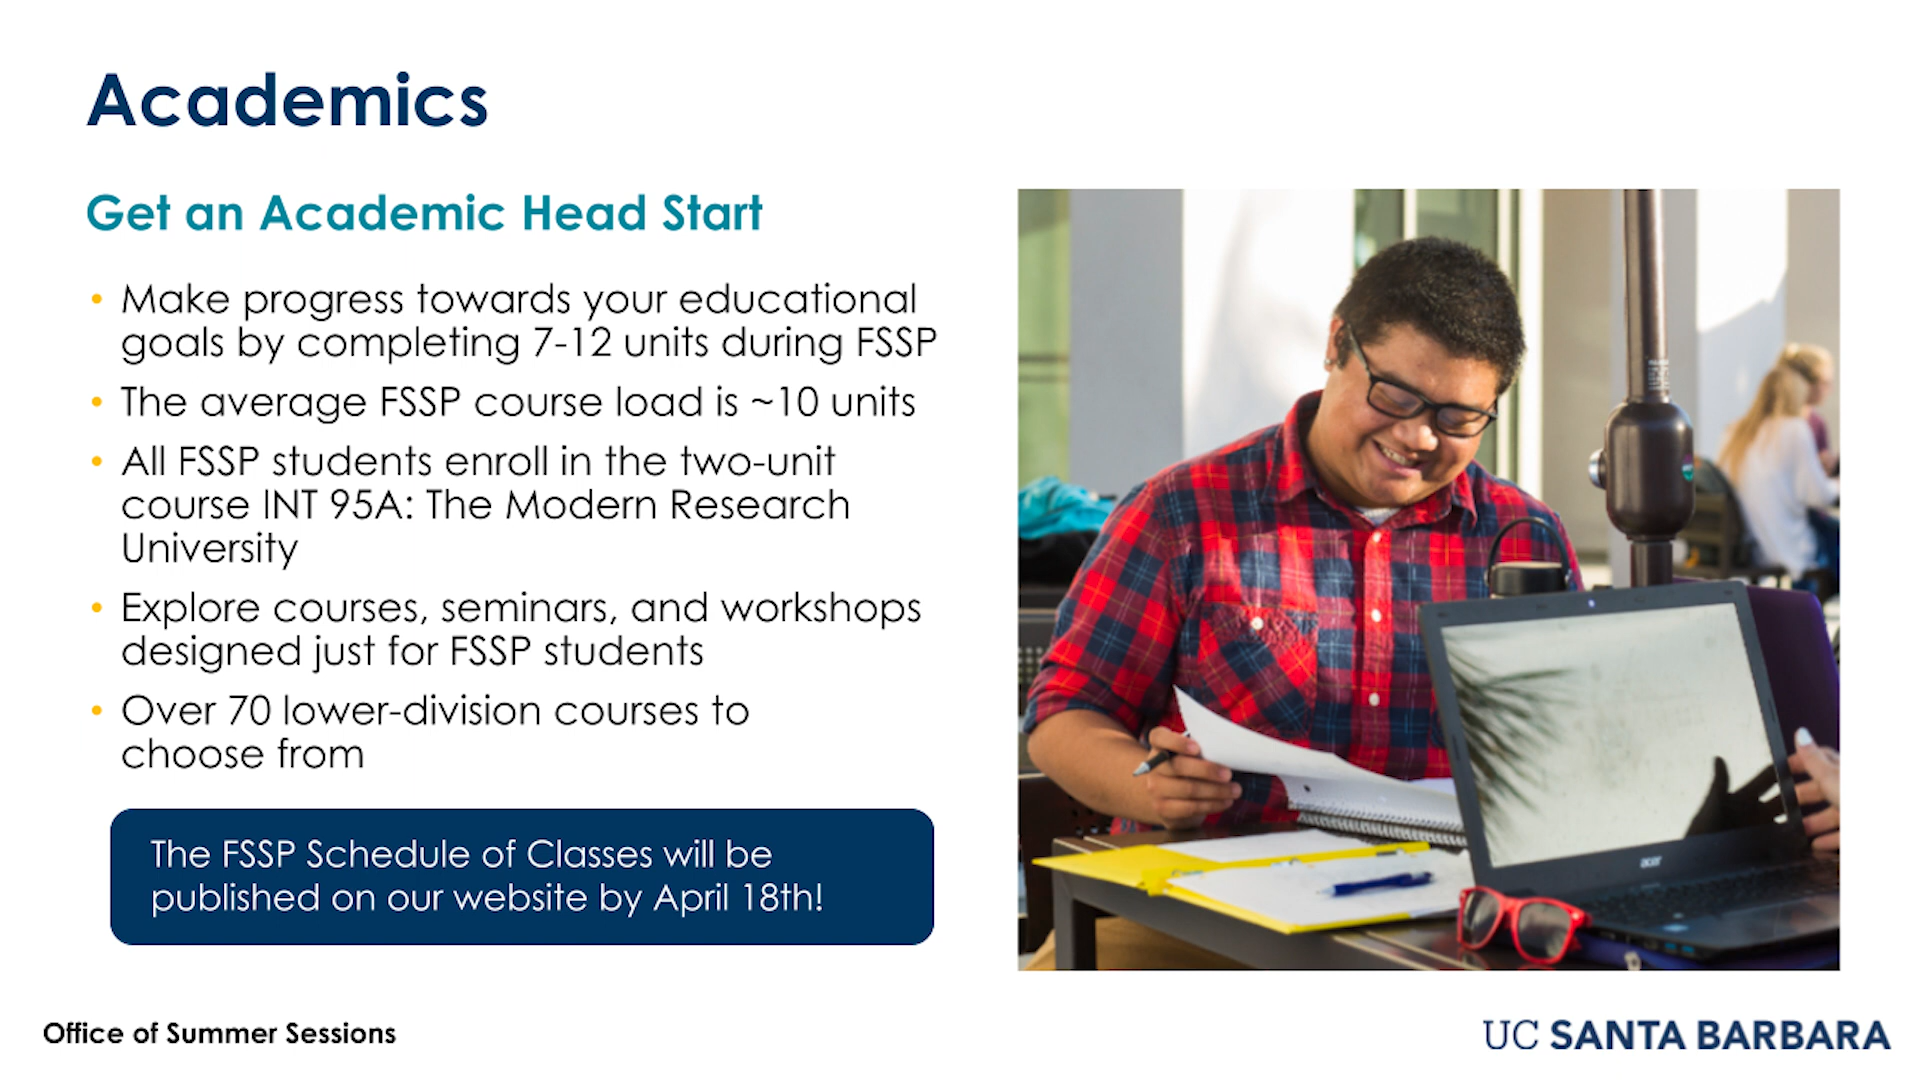 Academics
Get an Academic Head Start
• Make progress towards your educational
goals by completing 7-12 units during FSSP
• The average FSSP course load is ~10 units
• All FSSP students enroll in the two-unit
course INT 95A: The Modern Research
University
• Explore courses, seminars, and workshops
designed just for FSSP students
• Over 70 lower-division courses to
choose from
The FSSP Schedule of Classes will be
published on our website by April 18th!
acer
Office of Summer Sessions
UC SANTA BARBARA